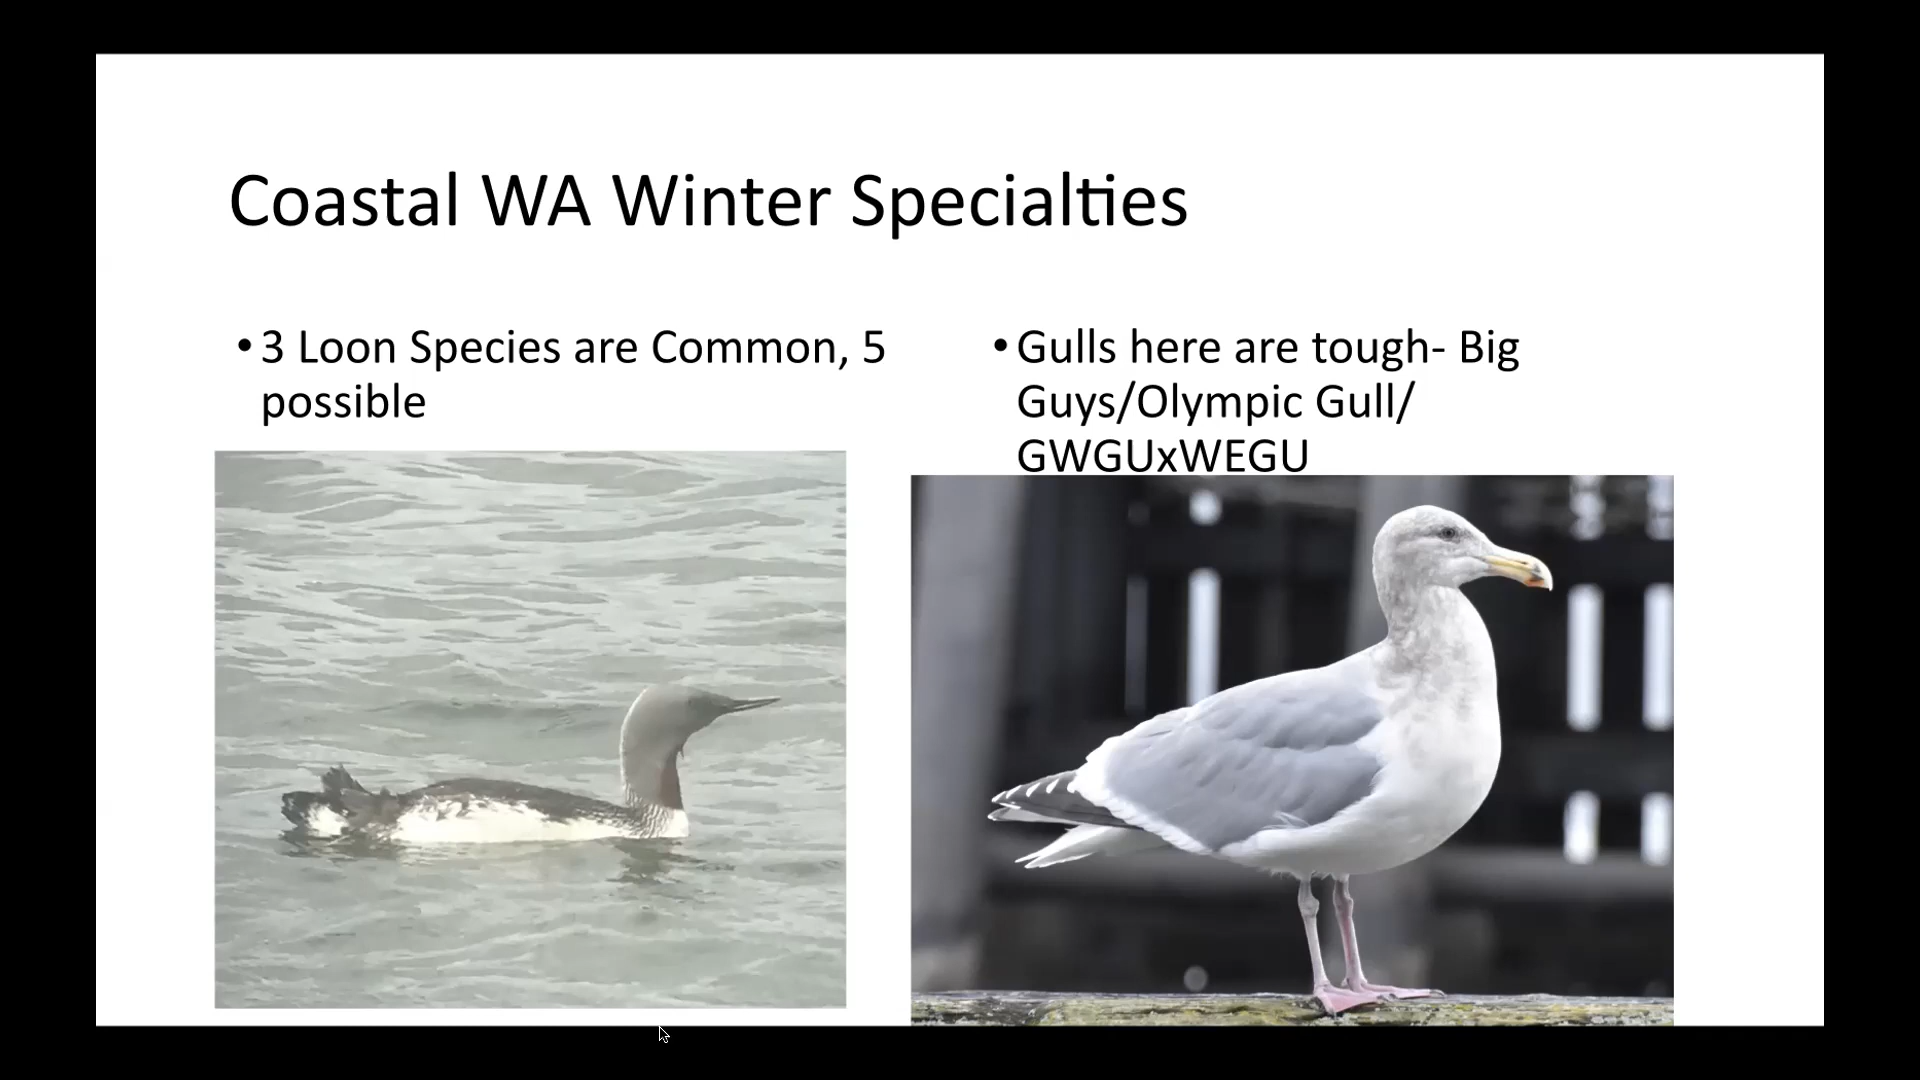 Coastal WA Winter Specialties
•3 Loon Species are Common, 5
possible
•Gulls here are tough- Big
Guys/Olympic Gull/
GWGUxWEGU